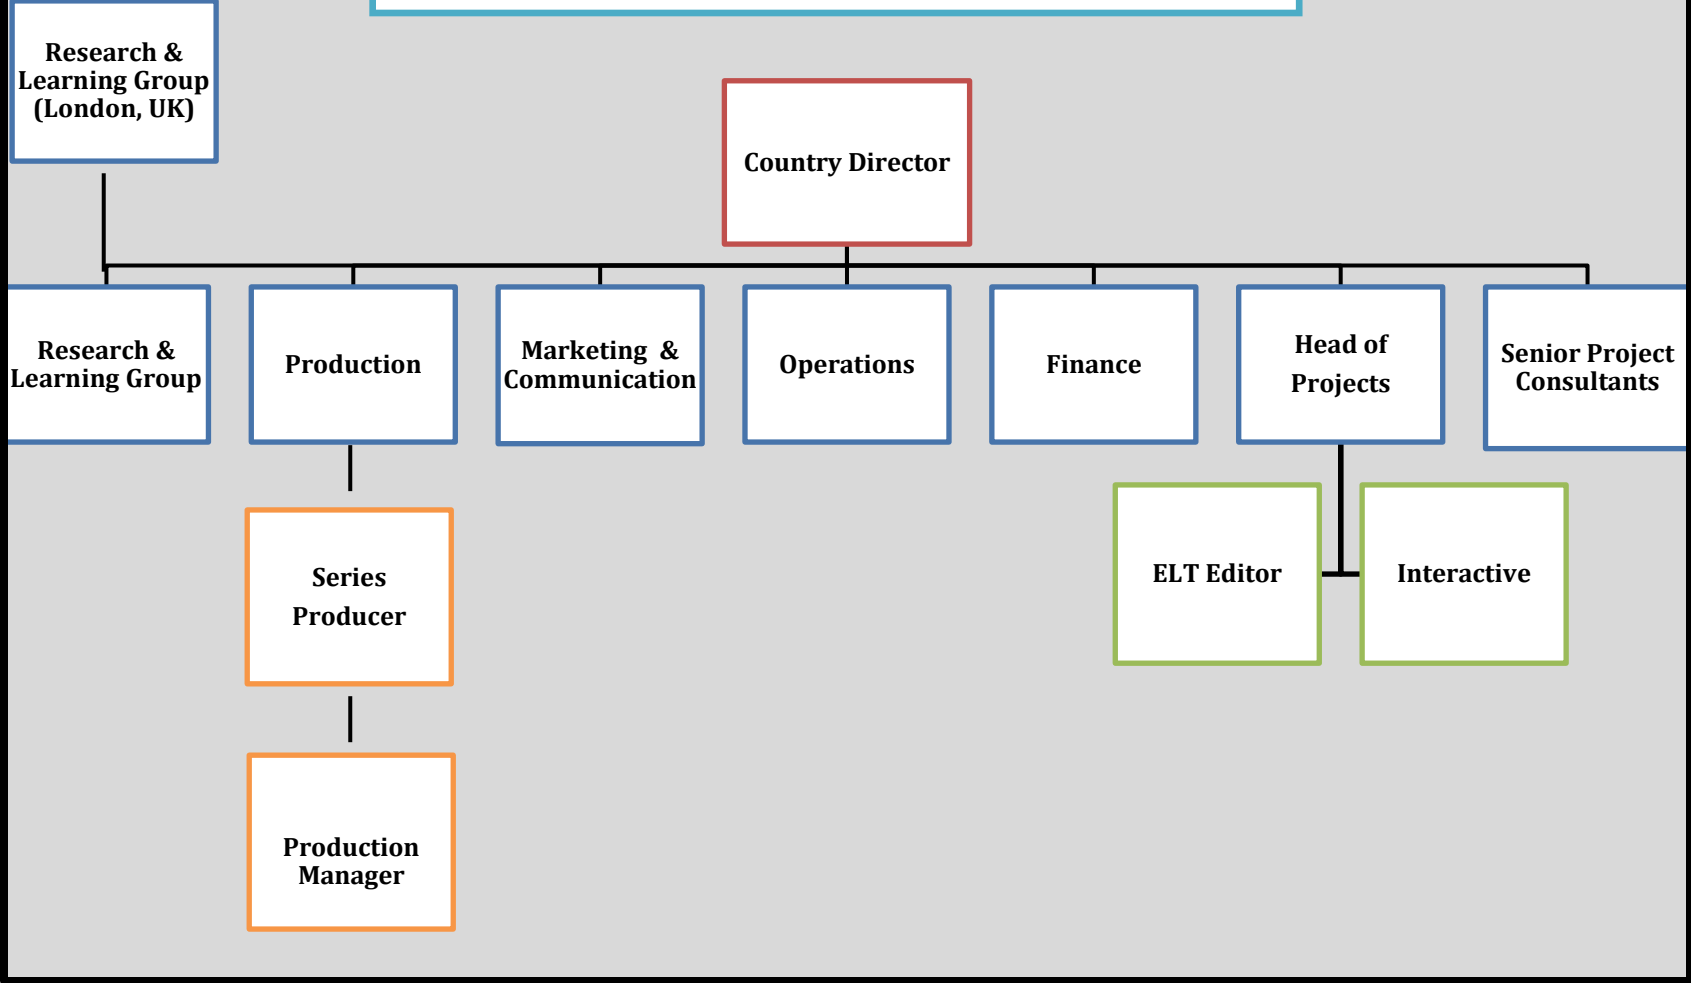 Research &
Learning Group
(London, UK)
Country Director
Research &
Learning Group
Production
Marketing & 
Communication
Operations
Finance
Head of
Projects
Senior Project
Consultants
Series
Producer
ELT Editor
Interactive
Production
Manager